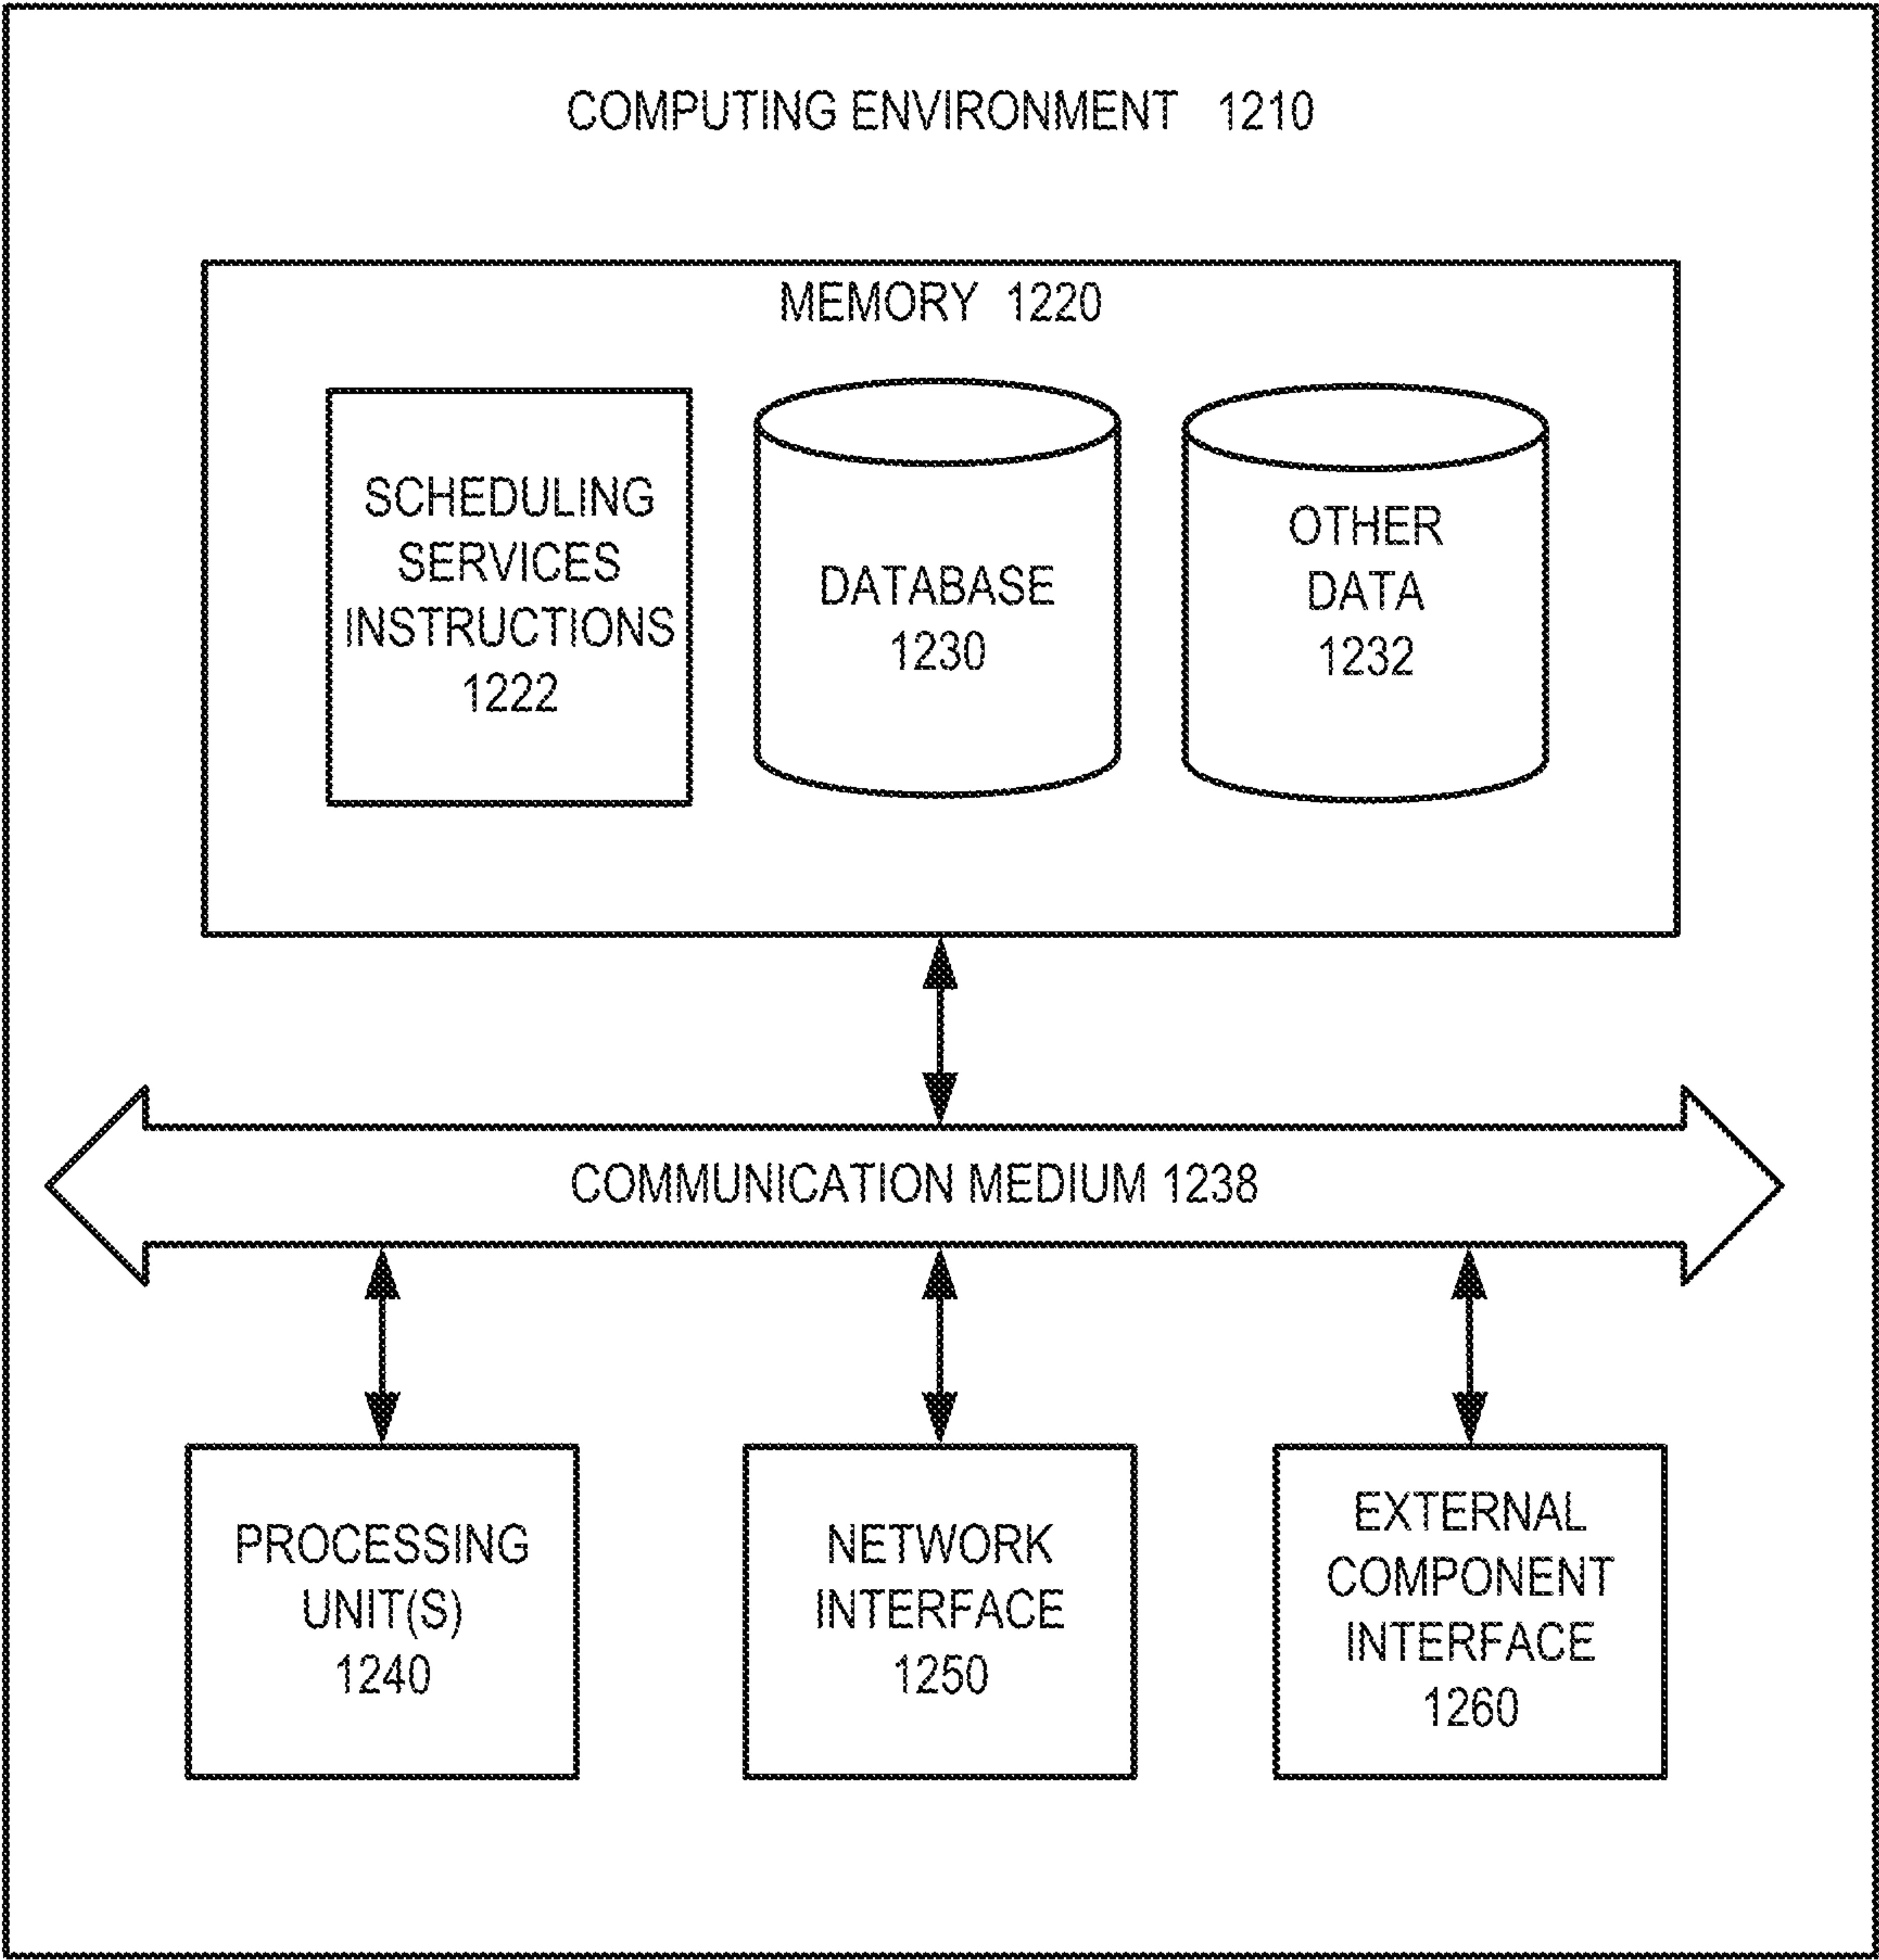 COMPUTING ENVIRONMENT 1210
MEMORY 1220
SCHEDULING
SERVICES
INSTRUCTIONS
1222
DATABASE
1230
OTHER
DATA
1232
COMMUNICATION MEDIUM 1238
PROCESSING
UNIT(S)
1240
NETWORK
INTERFACE
1250
EXTERNAL
COMPONENT
INTERFACE
1260